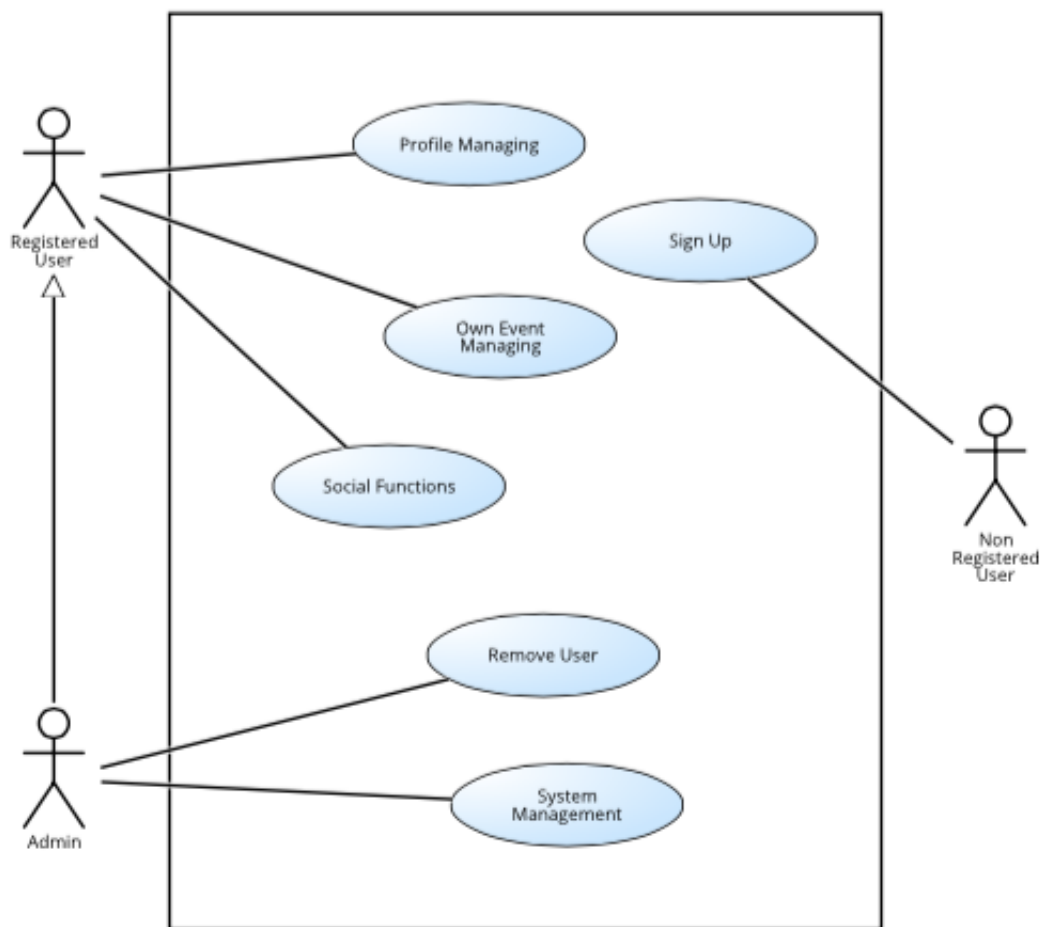 Profile Managing
Sign Up
Registered
User
Own Event
Managing
Social Functions
Non
Registered
User
Remove User
System
Management
Admin